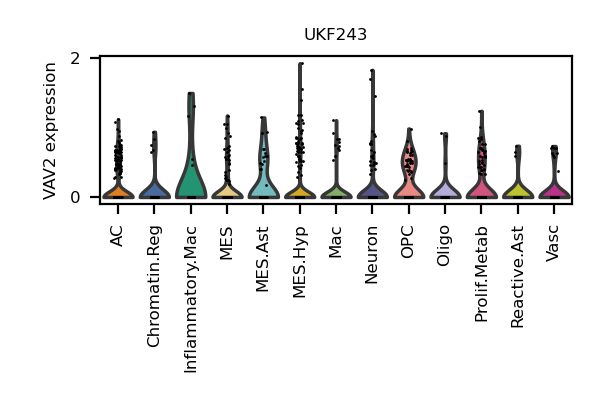 UKF243
VAV2 expression
2
0
AC
Chromatin.Reg
Inflammatory.Mac
MES
MES.Ast
MES.Hyp
Mac
Neuron
OPC
Oligo
Prolif.Metab
Reactive.Ast
Vasc